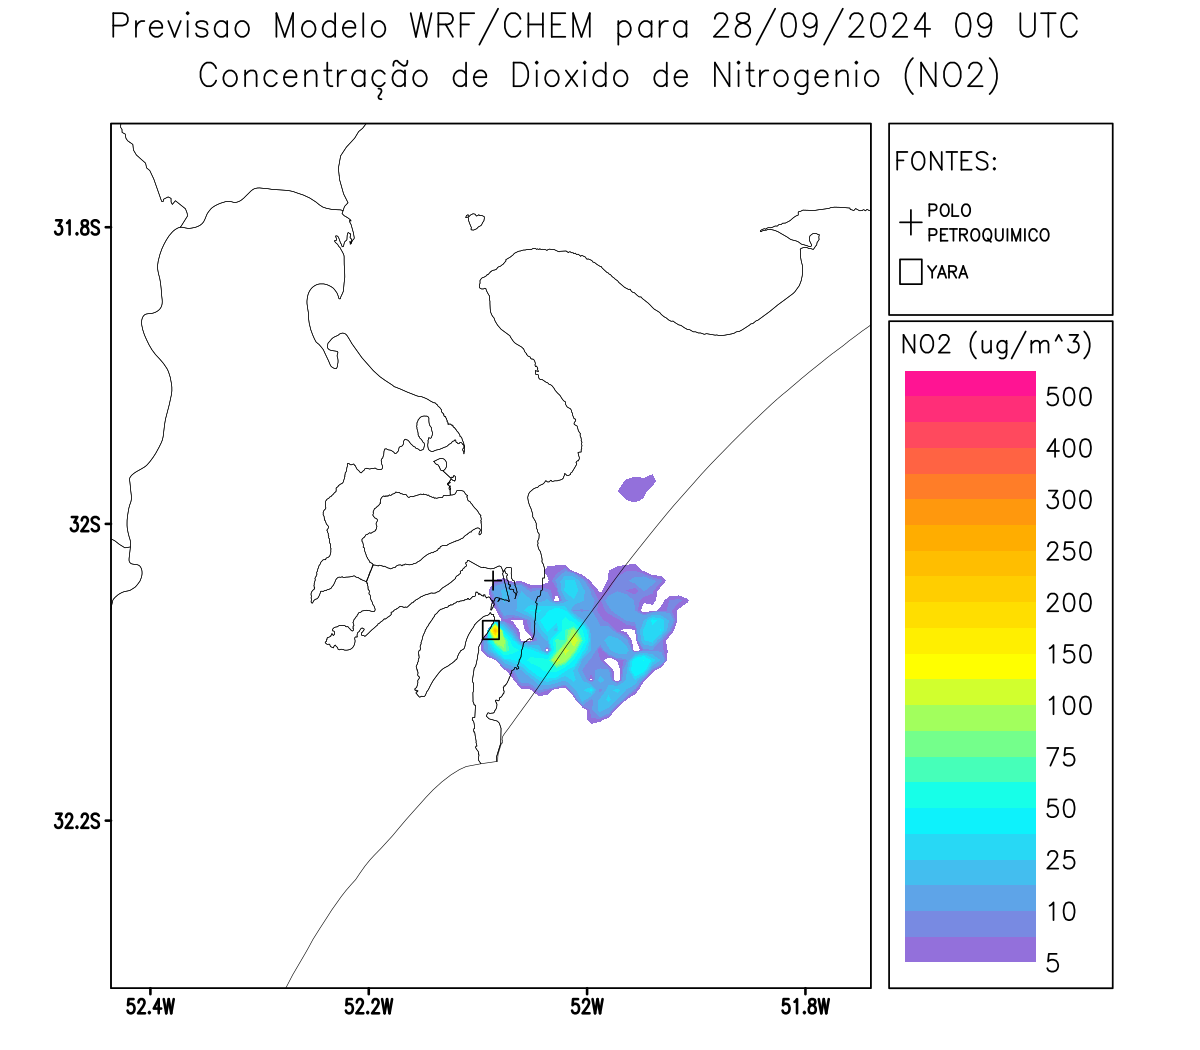 Previsao Modelo WRF/CHEM para 28/09/2024 09 UTC
Concentração de Dioxido de Nitrogenio (NO2)
FONTES:
POLO
PETROQUIMICO
YARA
NO2 (ug/m^3)
500
400
300
250
200
150
100
75
50
25
10
5
31.8S
32S
32.2S
52.4W
52.2W
52W
51.8W